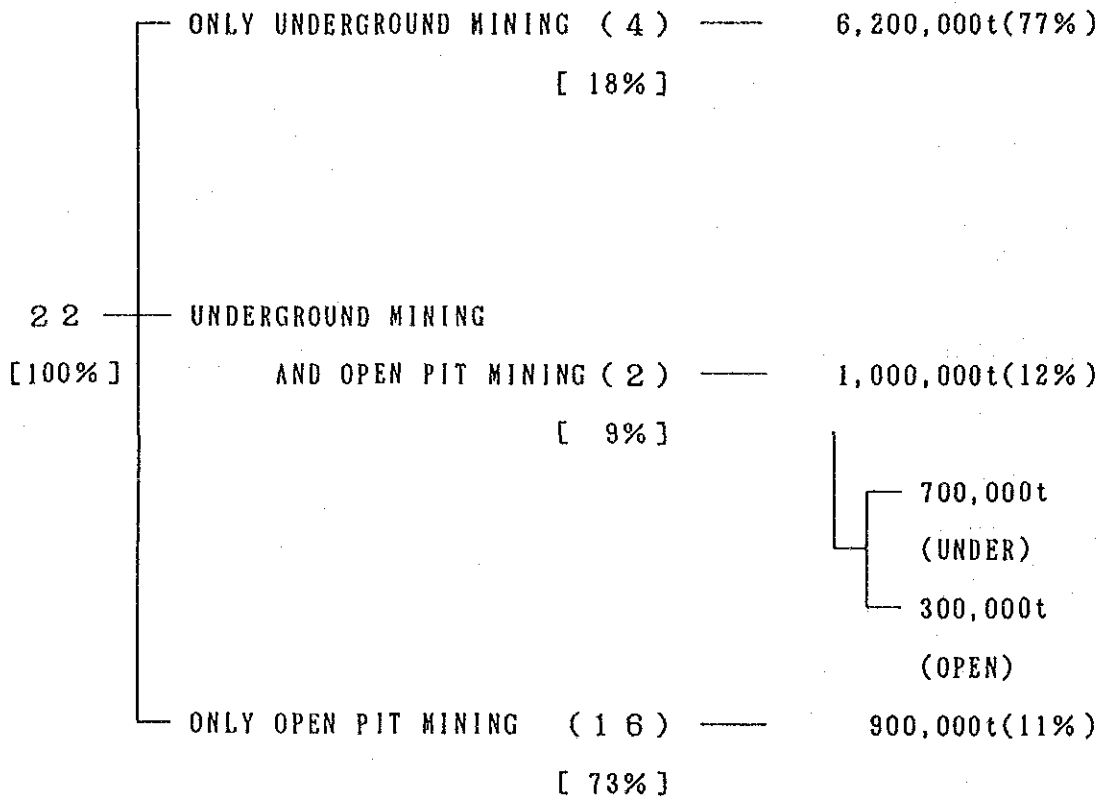 ONLY UNDERGROUND MINING (4) 6,200,000t(77%)
[ 18% ]
22 UNDERGROUND MINING
[100%] AND OPEN PIT MINING (2) 1,000,000t(12%)
[ 9% ]
700,000t
(UNDER)
300,000t
(OPEN)
ONLY OPEN PIT MINING (16) 900,000t(11%)
[ 73% ]